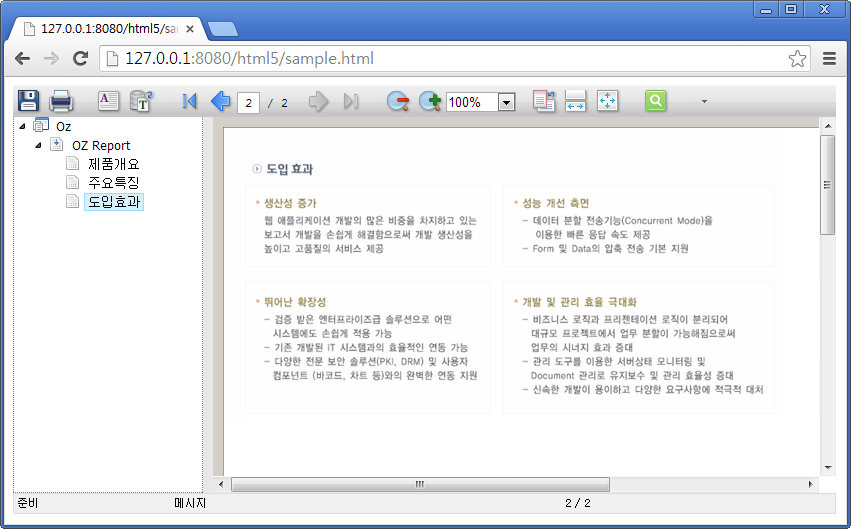 127.0.0.1:8080/html5/sa
127.0.0.1:8080/html5/sample.html
2 / 2
100%
Oz
OZ Report
제품개요
주요특징
도입효과
도입 효과
생산성 증가
웹 애플리케이션 개발의 많은 비중을 차지하고 있는
보고서 개발을 손쉽게 해결함으로써 개발 생산성을
높이고 고품질의 서비스 제공
성능 개선 측면
– 데이터 분할 전송기능(Concurrent Mode)을
이용한 빠른 응답 속도 제공
– Form 및 Data의 압축 전송 기본 지원
뛰어난 확장성
– 검증 받은 엔터프라이즈급 솔루션으로 어떤
시스템에도 손쉽게 적용 가능
– 기존 개발된 IT 시스템과의 효율적인 연동 가능
– 다양한 전문 보안 솔루션(PKI, DRM) 및 사용자
컴포넌트 (바코드, 차트 등)와의 완벽한 연동 지원
개발 및 관리 효율 극대화
– 비즈니스 로직과 프리젠테이션 로직이 분리되어
대규모 프로젝트에서 업무 분할이 가능해짐으로써
업무의 시너지 효과 증대
– 관리 도구를 이용한 서버상태 모니터링 및
Document 관리로 유지보수 및 관리 효율성 증대
– 신속한 개발이 용이하고 다양한 요구사항에 적극적 대처
준비
메시지
2 / 2